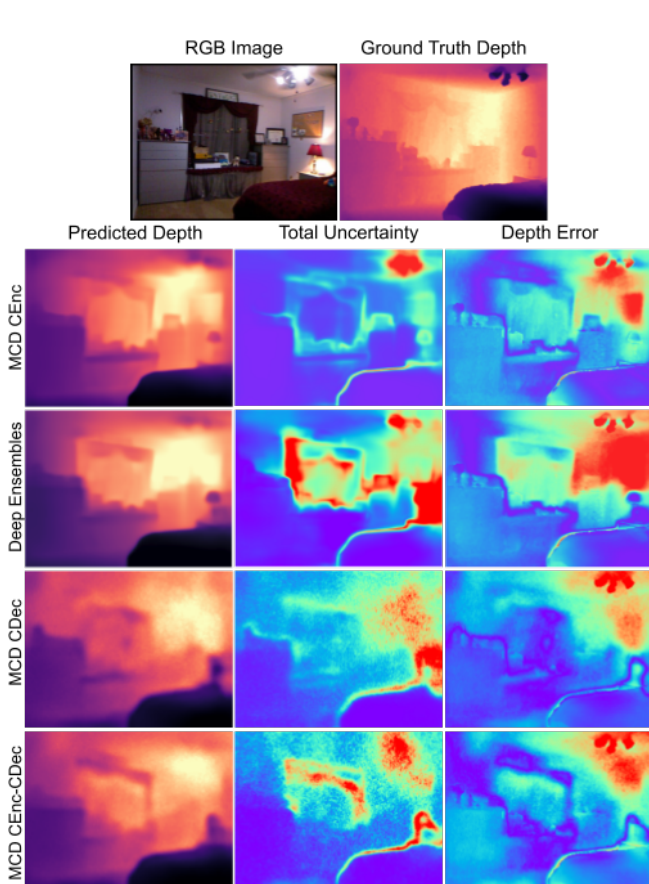 RGB Image Ground Truth Depth
Predicted Depth Total Uncertainty Depth Error
MCD CEnc
Deep Ensembles
MCD CDec
MCD CEnc-CDec